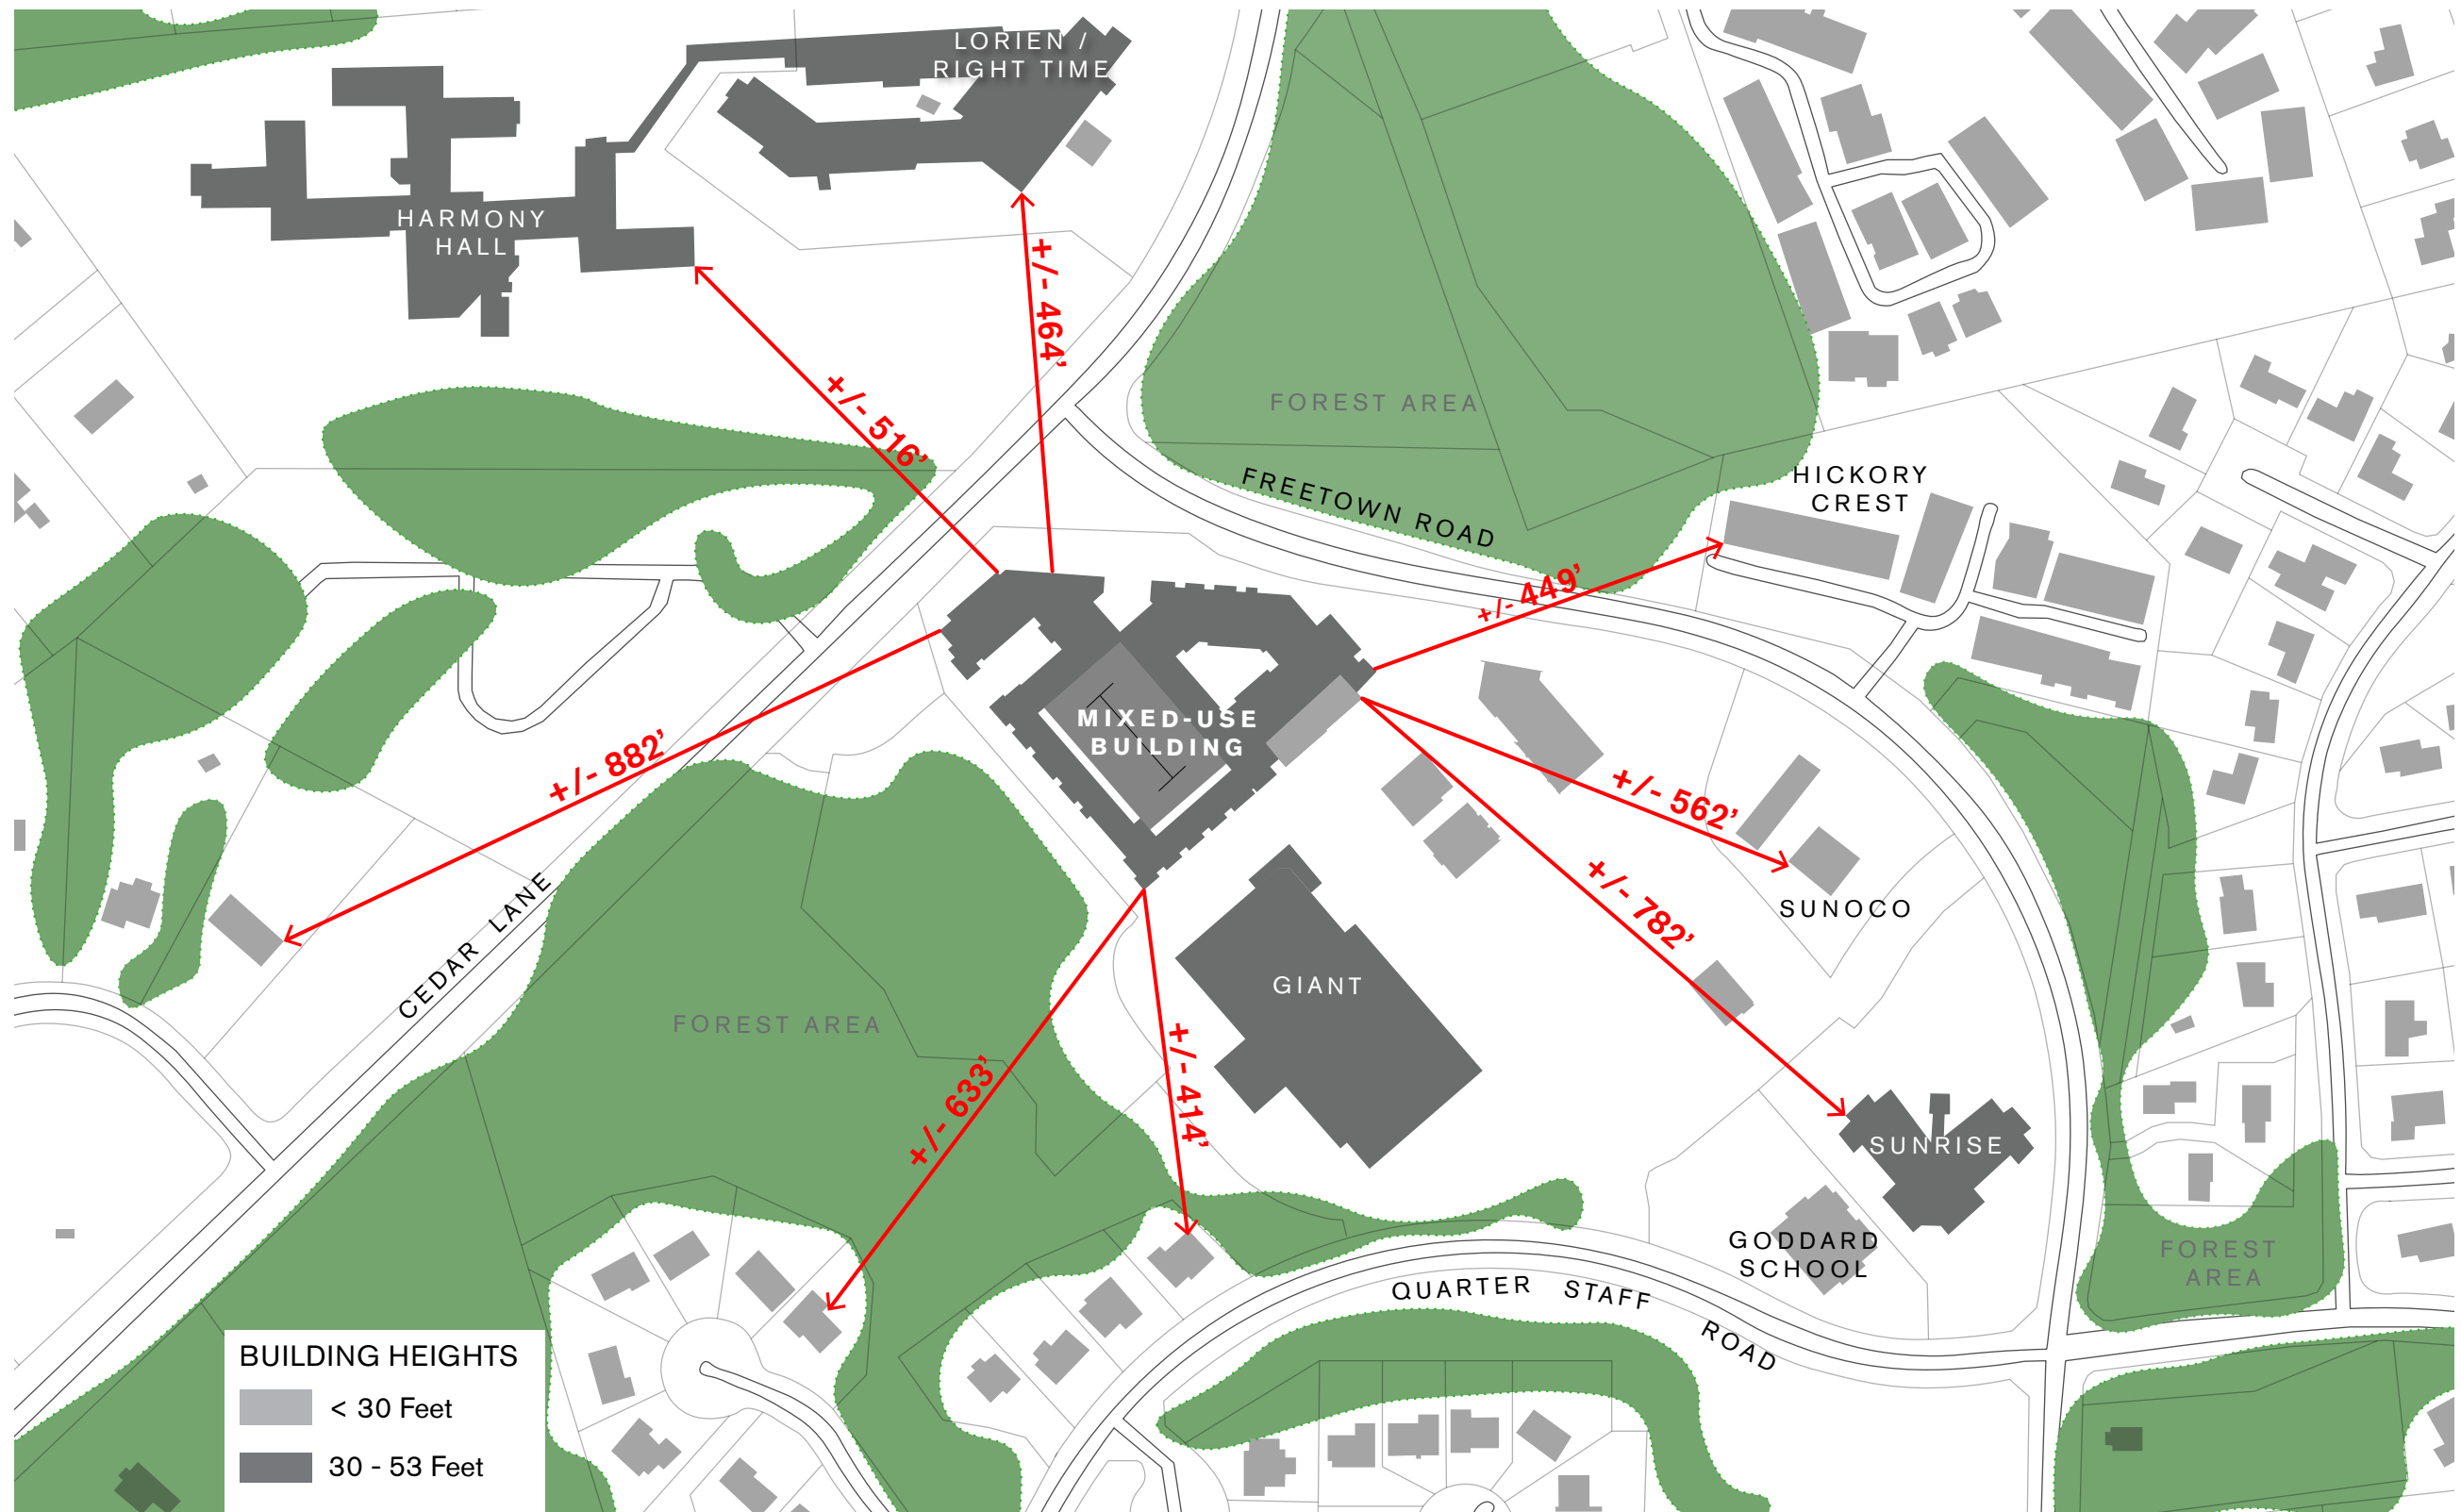 LORIEN /
RIGHT TIME
HARMONY
HALL
+/- 464’
+/- 516’
FOREST AREA
FREETOWN ROAD
HICKORY
CREST
+/- 449’
MIXED-USE
BUILDING
+/- 882’
+/- 562’
SUNOCO
+/- 782’
CEDAR LANE
GIANT
FOREST AREA
+/- 633’
+/- 414’
SUNRISE
GODDARD
SCHOOL
FOREST
AREA
QUARTER STAFF
ROAD
BUILDING HEIGHTS
< 30 Feet
30 - 53 Feet